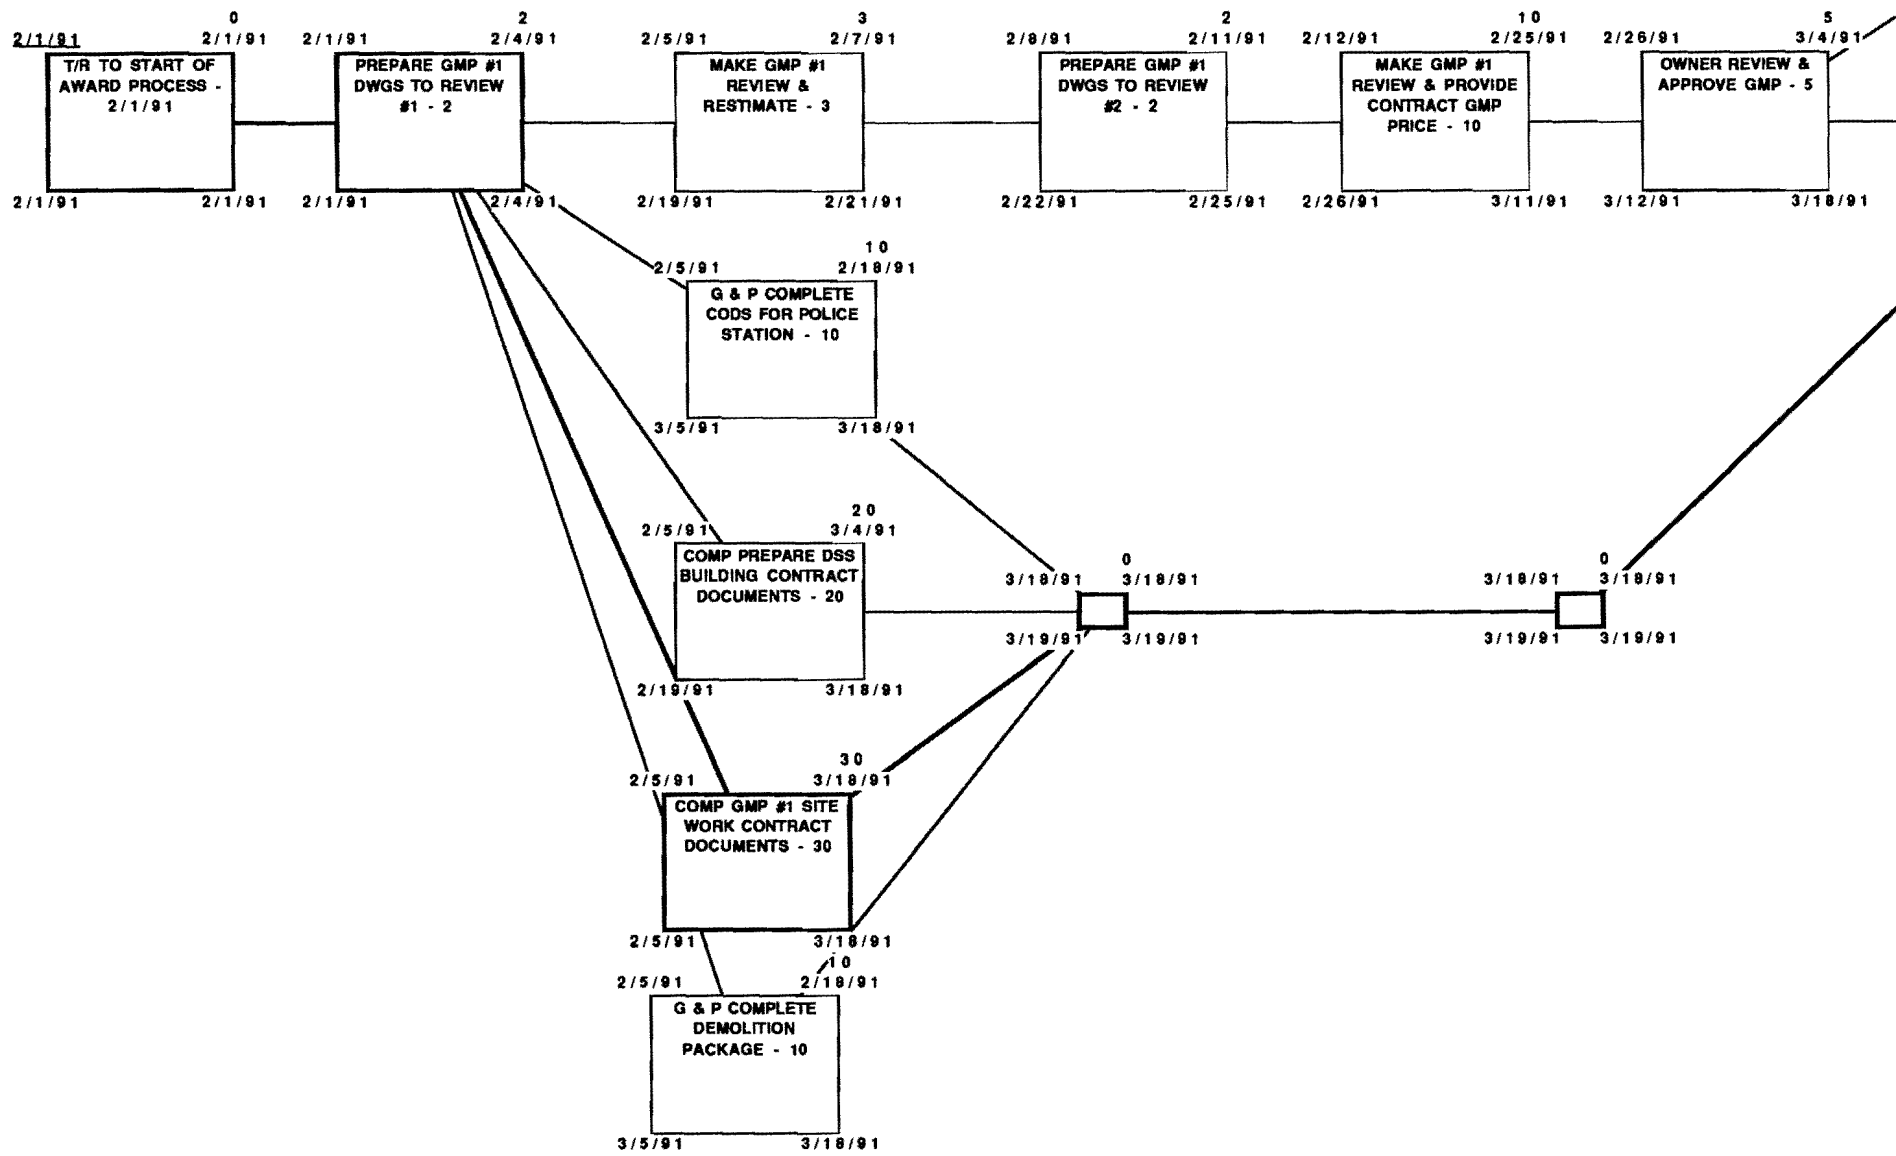 0 2 3 2 10 5
2/1/91 2/1/91 2/1/91 2/4/91 2/5/91 2/7/91 2/8/91 2/11/91 2/12/91 2/25/91 2/26/91 3/4/91
T/R TO START OF
AWARD PROCESS -
2/1/91
PREPARE GMP #1
DWGS TO REVIEW
#1 - 2
MAKE GMP #1
REVIEW &
RESTIMATE - 3
PREPARE GMP #1
DWGS TO REVIEW
#2 - 2
MAKE GMP #1
REVIEW & PROVIDE
CONTRACT GMP
PRICE - 10
OWNER REVIEW &
APPROVE GMP - 5
2/1/91 2/1/91 2/1/91 2/4/91 2/19/91 2/21/91 2/22/91 2/25/91 2/26/91 3/11/91 3/12/91 3/18/91
10
2/5/91 2/18/91
G & P COMPLETE
CODS FOR POLICE
STATION - 10
3/5/91 3/18/91
20
2/5/91 3/4/91
COMP PREPARE DSS
BUILDING CONTRACT
DOCUMENTS - 20
2/19/91 3/18/91
0 0
3/18/91 3/18/91 3/18/91 3/18/91
3/19/91 3/19/91 3/19/91 3/19/91
30
2/5/91 3/18/91
COMP GMP #1 SITE
WORK CONTRACT
DOCUMENTS - 30
2/5/91 3/18/91
10
2/5/91 2/18/91
G & P COMPLETE
DEMOLITION
PACKAGE - 10
3/5/91 3/18/91